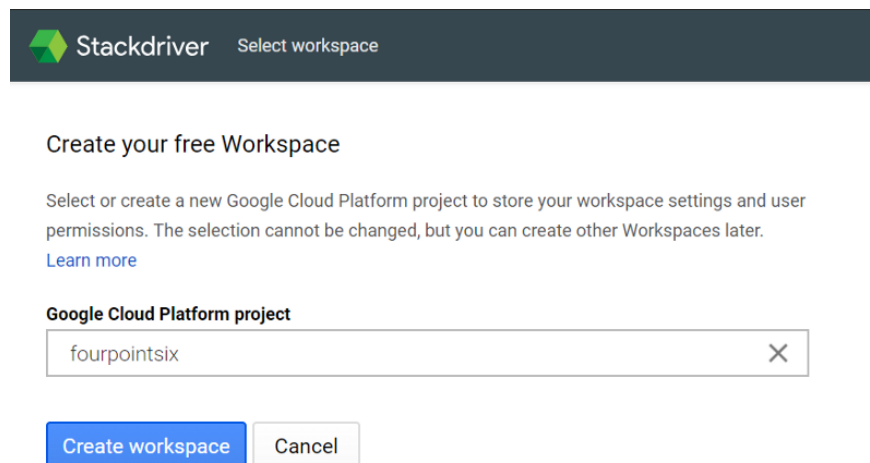 Stackdriver Select workspace
Create your free Workspace
Select or create a new Google Cloud Platform project to store your workspace settings and user
permissions. The selection cannot be changed, but you can create other Workspaces later.
Learn more
Google Cloud Platform project
fourpointsix
Create workspace Cancel